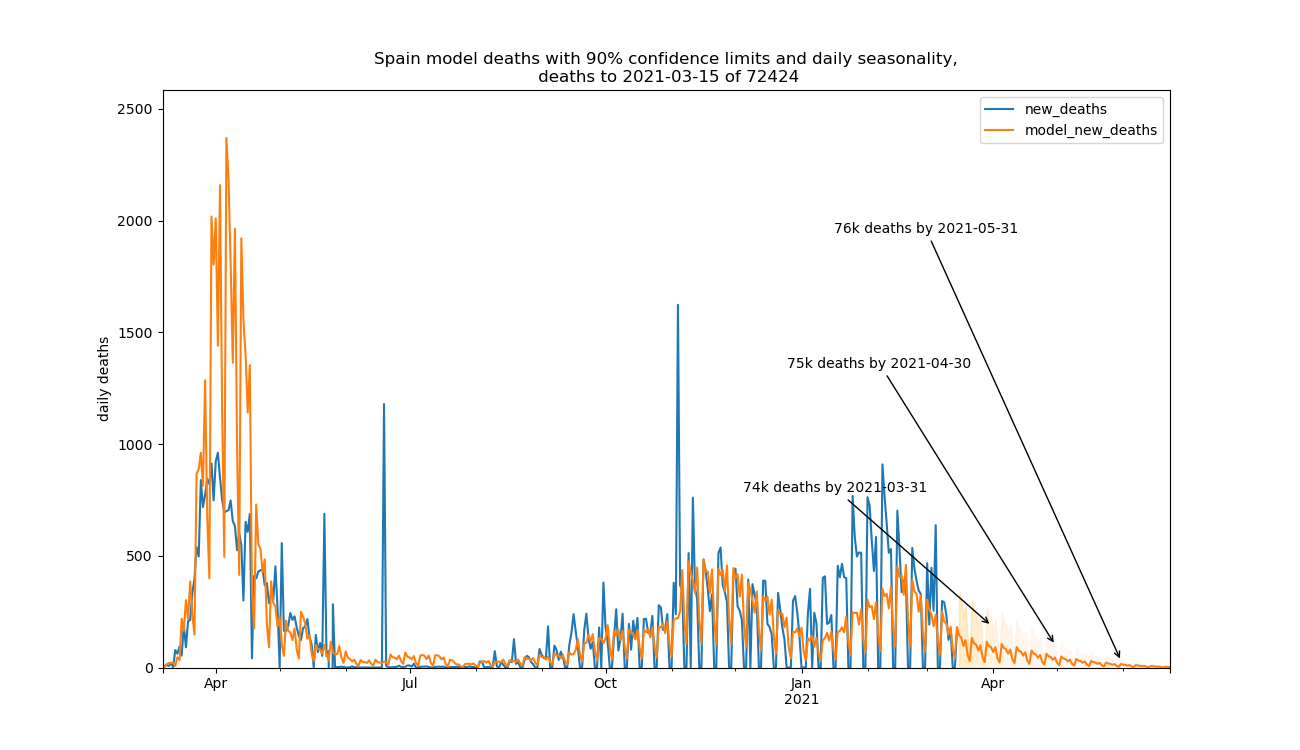 Spain model deaths with 90% confidence limits and daily seasonality,
deaths to 2021-03-15 of 72424
new_deaths
model_new_deaths
2500
2000
1500
1000
500
0
daily deaths
76k deaths by 2021-05-31
75k deaths by 2021-04-30
74k deaths by 2021-03-31
Apr
Jul
Oct
Jan
2021
Apr